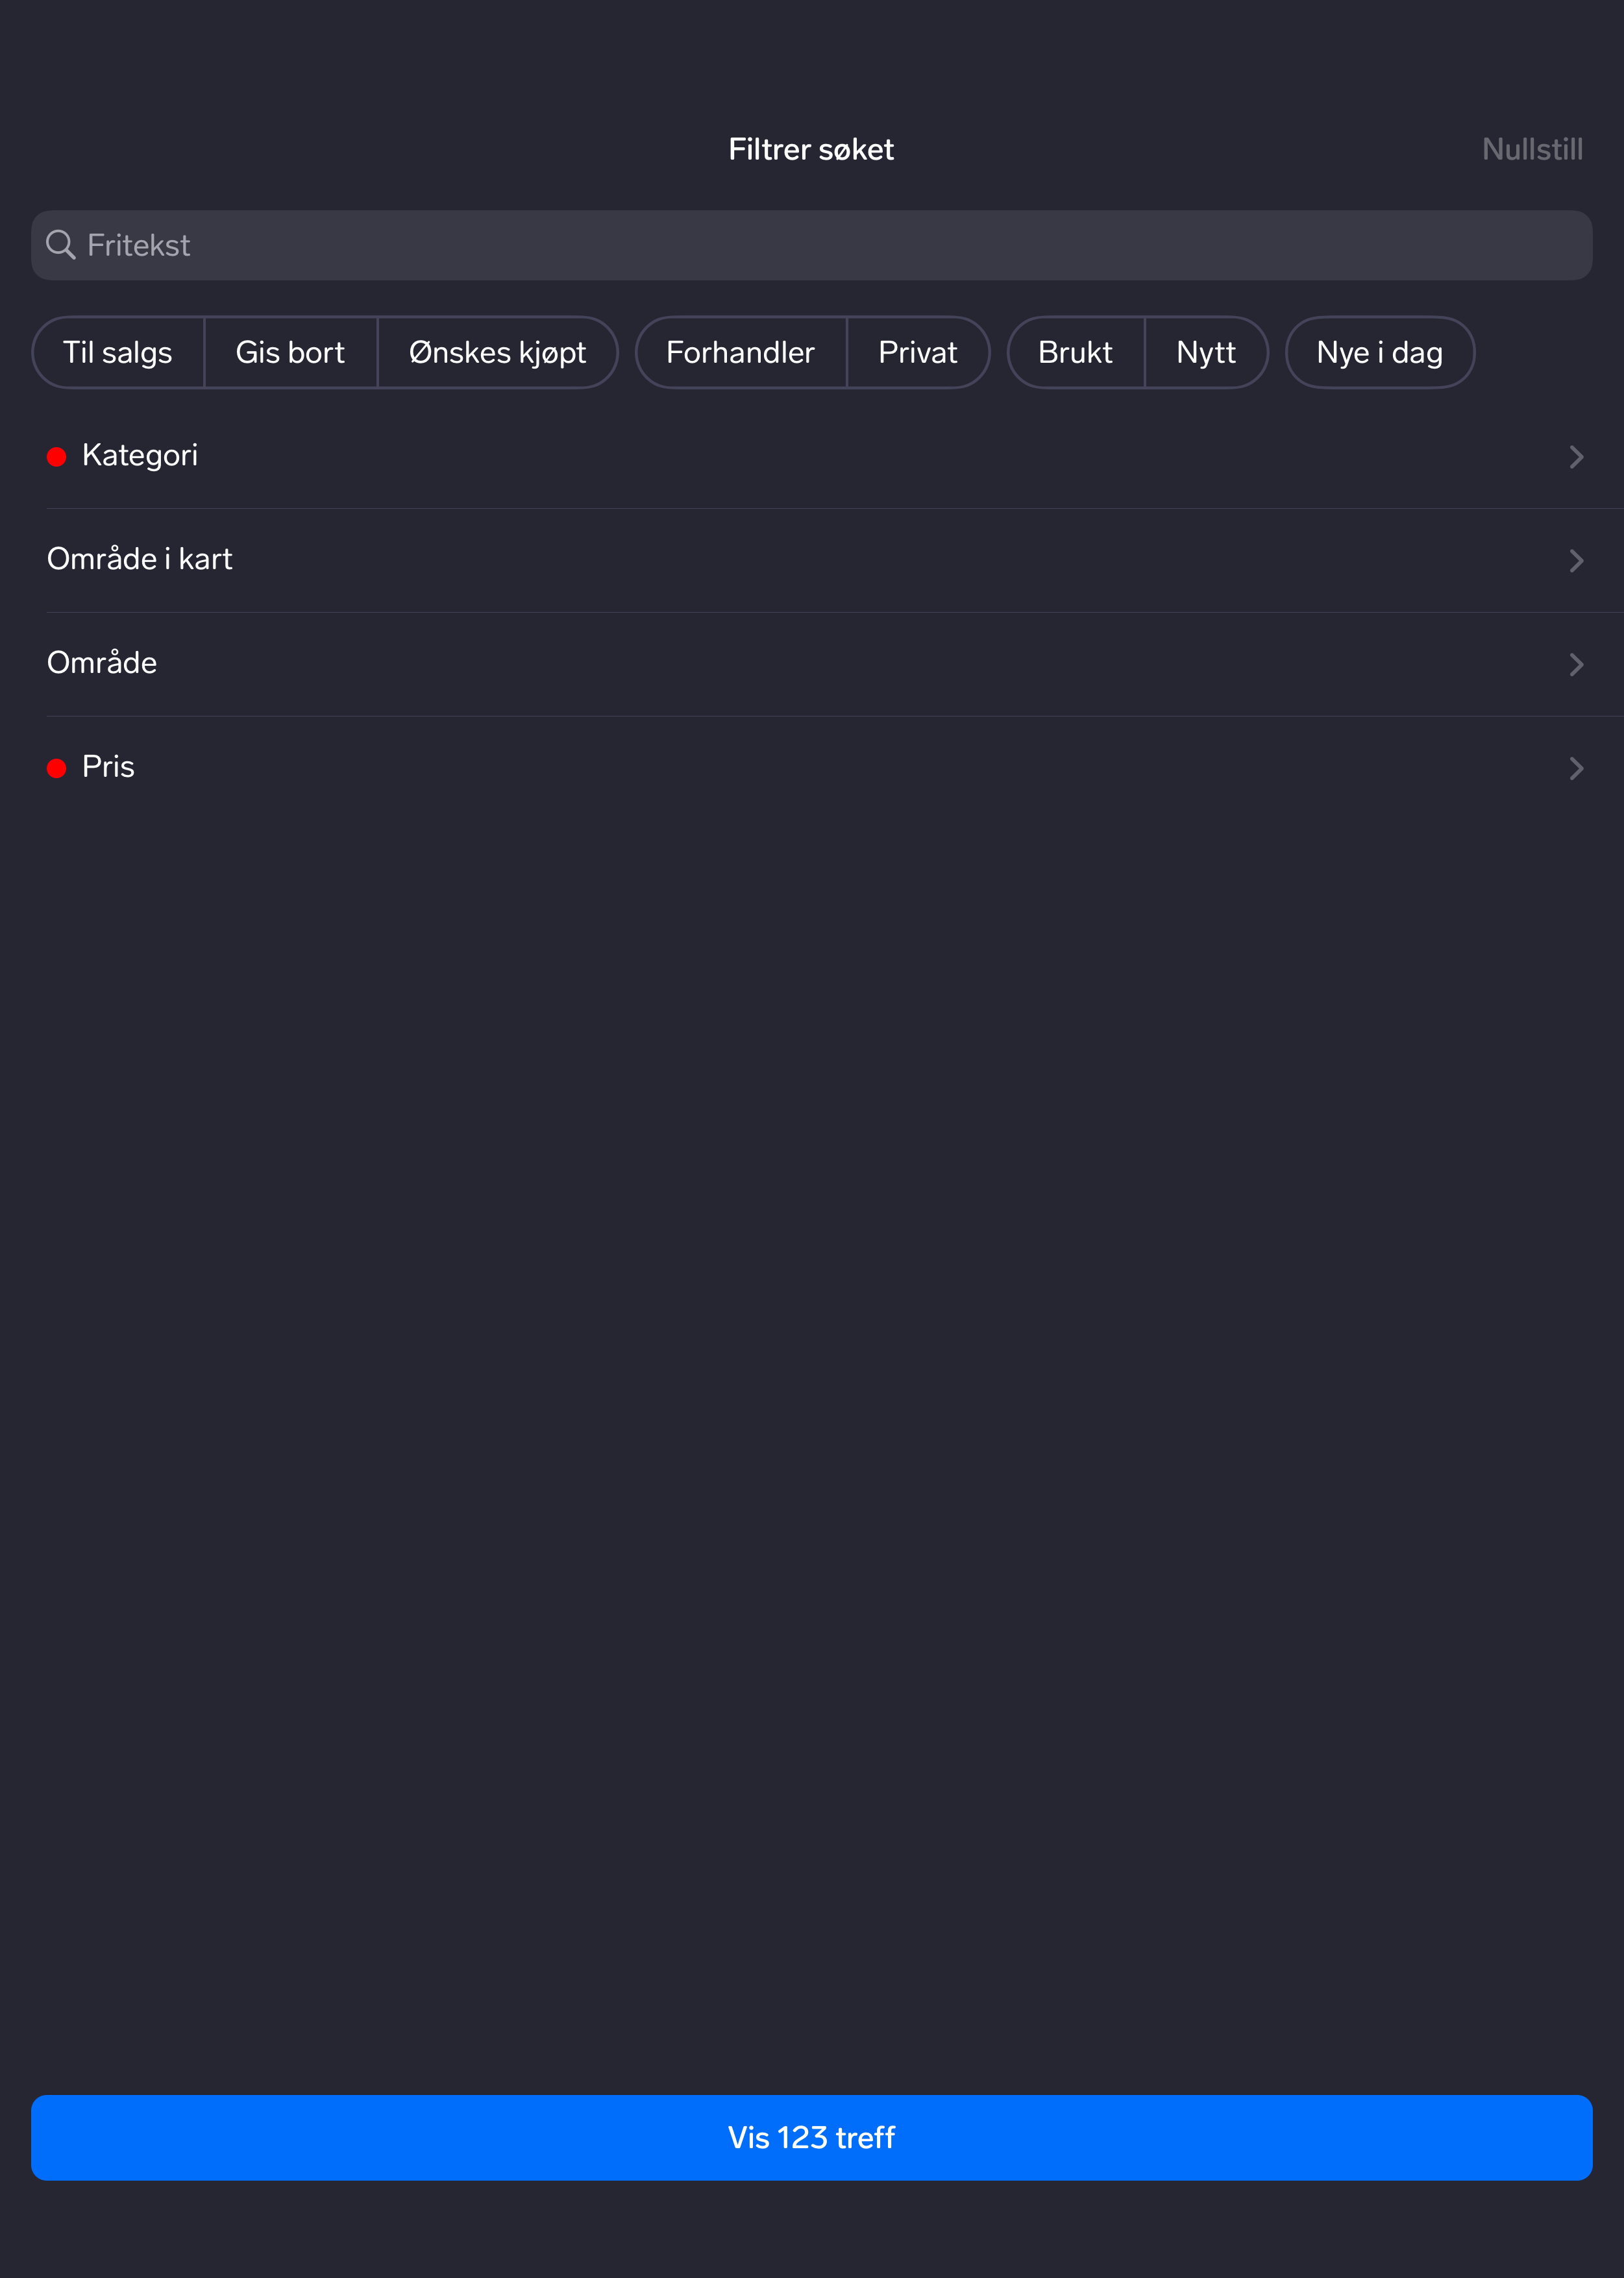 Filtrer søket
Nullstill
Fritekst
Til salgs Gis bort Ønskes kjøpt Forhandler Privat Brukt Nytt Nye i dag
Kategori
Område i kart
Område
Pris
Vis 123 treff